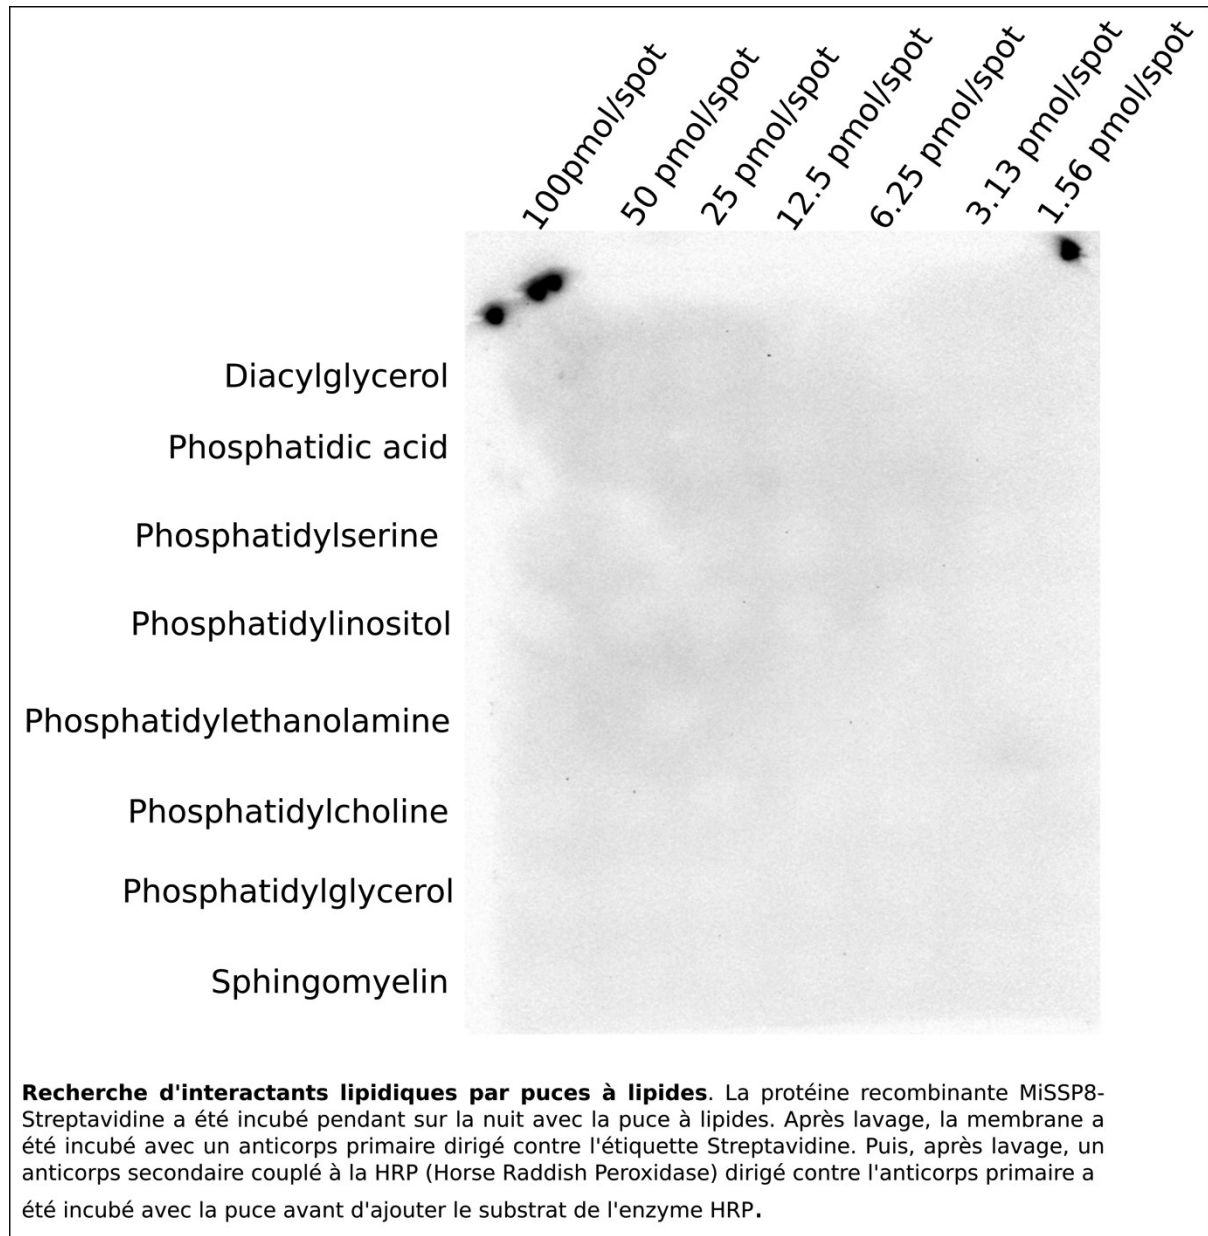 100pmol/spot
50 pmol/spot
25 pmol/spot
12.5 pmol/spot
6.25 pmol/spot
3.13 pmol/spot
1.56 pmol/spot
Diacylglycerol
Phosphatidic acid
Phosphatidylserine
Phosphatidylinositol
Phosphatidylethanolamine
Phosphatidylcholine
Phosphatidylglycerol
Sphingomyelin
Recherche d'interactants lipidiques par puces à lipides. La protéine recombinante MiSSP8-
Streptavidine a été incubé pendant sur la nuit avec la puce à lipides. Après lavage, la membrane a
été incubé avec un anticorps primaire dirigé contre l'étiquette Streptavidine. Puis, après lavage, un
anticorps secondaire couplé à la HRP (Horse Raddish Peroxidase) dirigé contre l'anticorps primaire a
été incubé avec la puce avant d'ajouter le substrat de l'enzyme HRP.